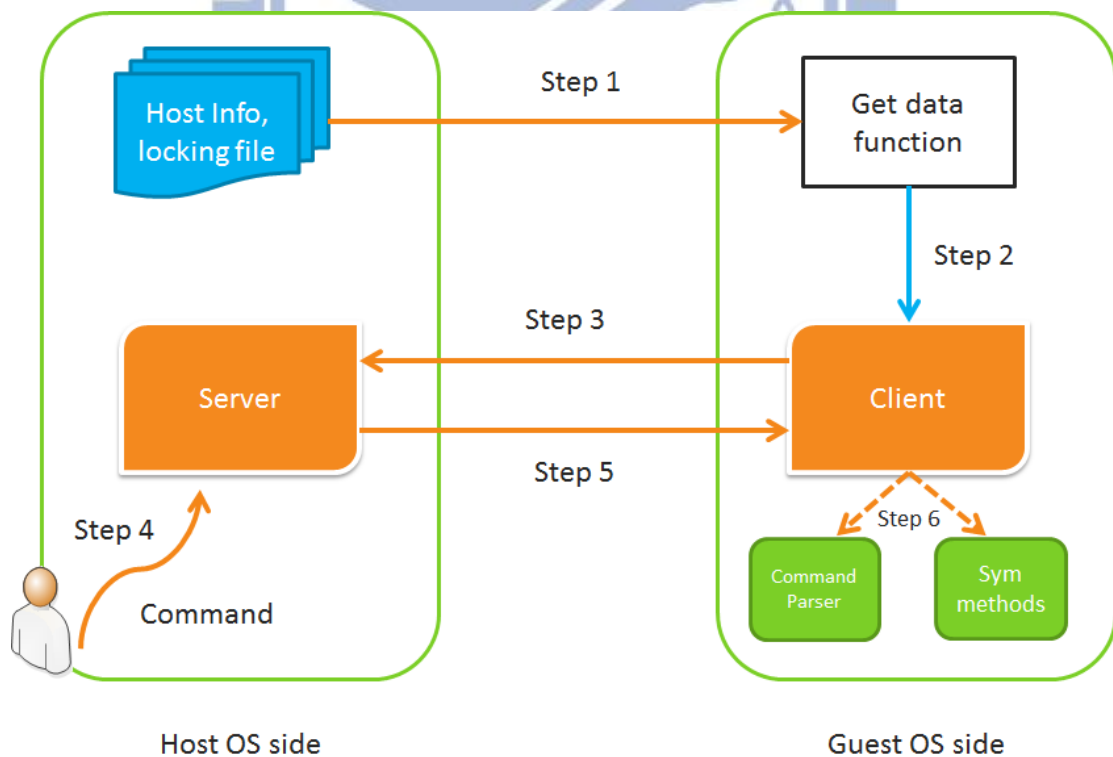 Step 1
Host Info,
locking file
Get data
function
Step 2
Step 3
Server
Client
Step 5
Step 4
Step 6
Command
Command
Parser
Sym
methods
Host OS side
Guest OS side